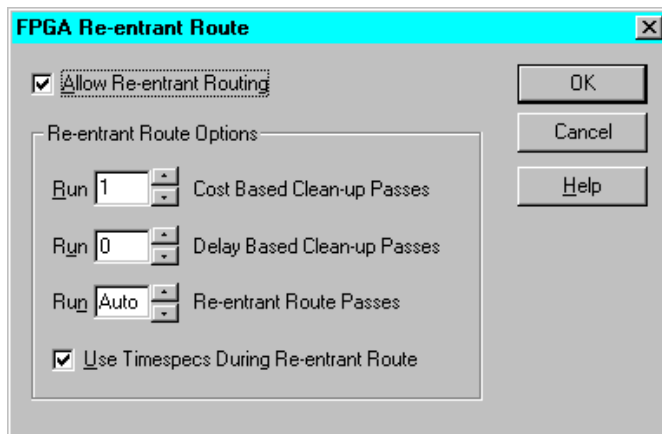 FPGA Re-entrant Route
Allow Re-entrant Routing
OK
Re-entrant Route Options
Cancel
Run 1 Cost Based Clean-up Passes
Help
Run 0 Delay Based Clean-up Passes
Run Auto Re-entrant Route Passes
Use Timespecs During Re-entrant Route